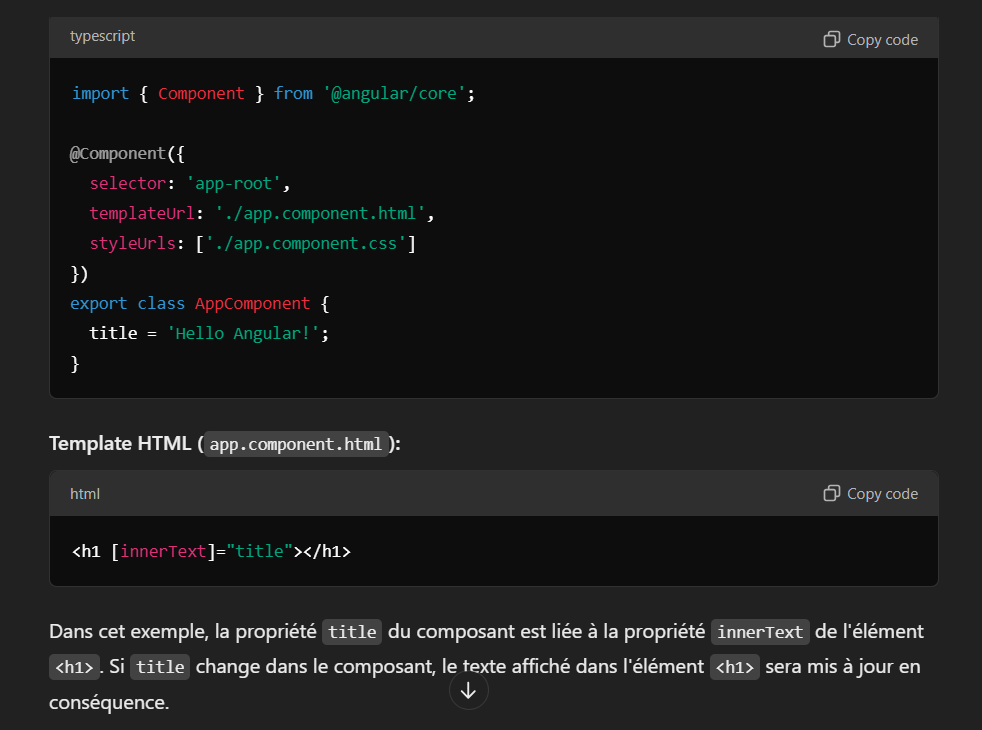 typescript
Copy code
import { Component } from '@angular/core';
@Component({
  selector: 'app-root',
  templateUrl: './app.component.html',
  styleUrls: ['./app.component.css']
})
export class AppComponent {
  title = 'Hello Angular!';
}
Template HTML (app.component.html):
html
Copy code
<h1 [innerText]="title"></h1>
Dans cet exemple, la propriété title du composant est liée à la propriété innerText de l'élément
<h1>. Si title change dans le composant, le texte affiché dans l'élément <h1> sera mis à jour en
conséquence.